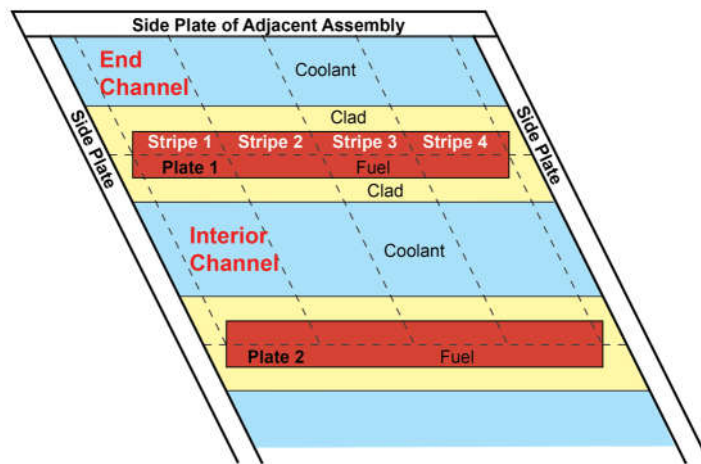 Side Plate of Adjacent Assembly
End
Channel
Coolant
Side Plate
Clad
Side Plate
Stripe 1 Stripe 2 Stripe 3 Stripe 4
Plate 1 Fuel
Clad
Interior
Channel
Coolant
Plate 2 Fuel